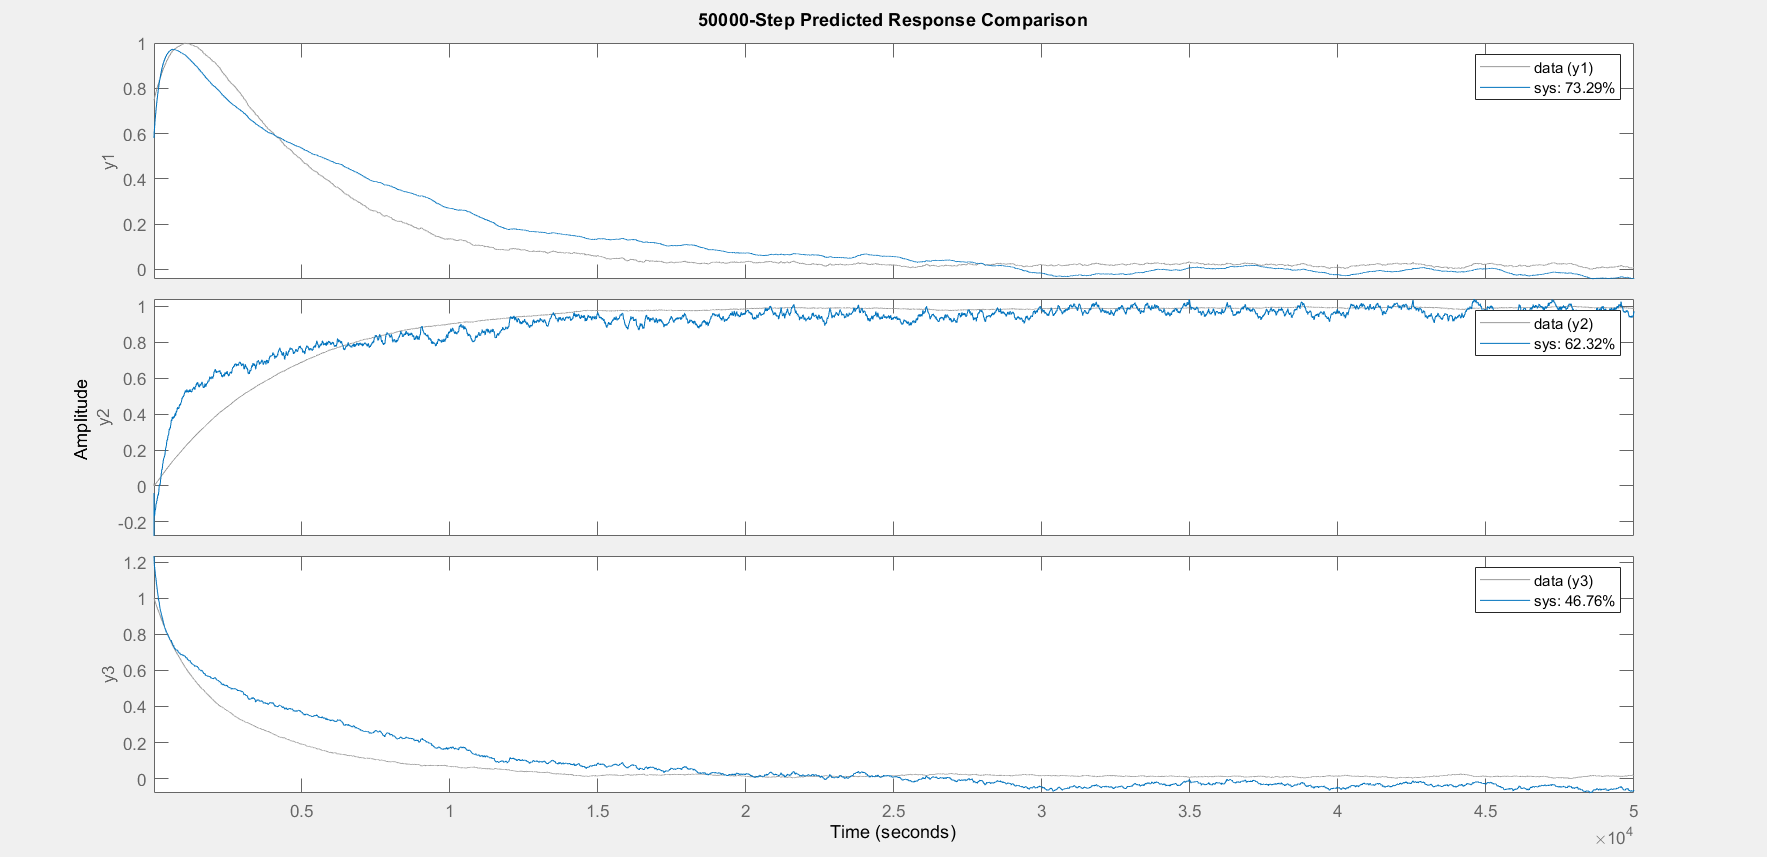 50000-Step Predicted Response Comparison
1
0.8
0.6
0.4
0.2
0
y1
data (y1)
sys: 73.29%
1
0.8
0.6
0.4
0.2
0
-0.2
Amplitude
y2
data (y2)
sys: 62.32%
1.2
1
0.8
0.6
0.4
0.2
0
y3
data (y3)
sys: 46.76%
0.5 1 1.5 2 2.5 3 3.5 4 4.5 5
Time (seconds)
×10^4